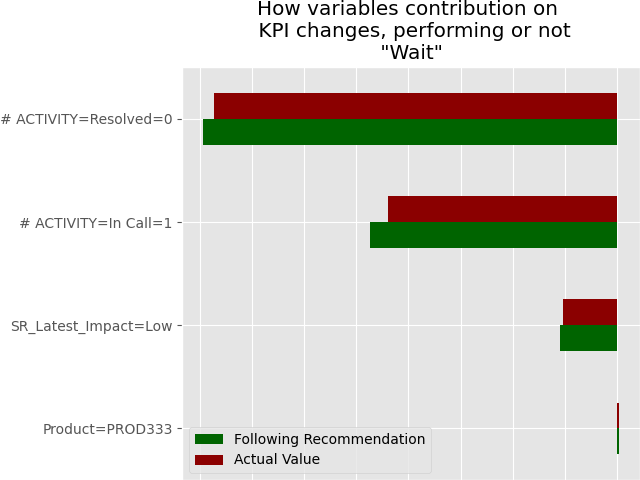 How variables contribution on
KPI changes, performing or not
"Wait"
# ACTIVITY=Resolved=0
# ACTIVITY=In Call=1
SR_Latest_Impact=Low
Product=PROD333
Following Recommendation
Actual Value